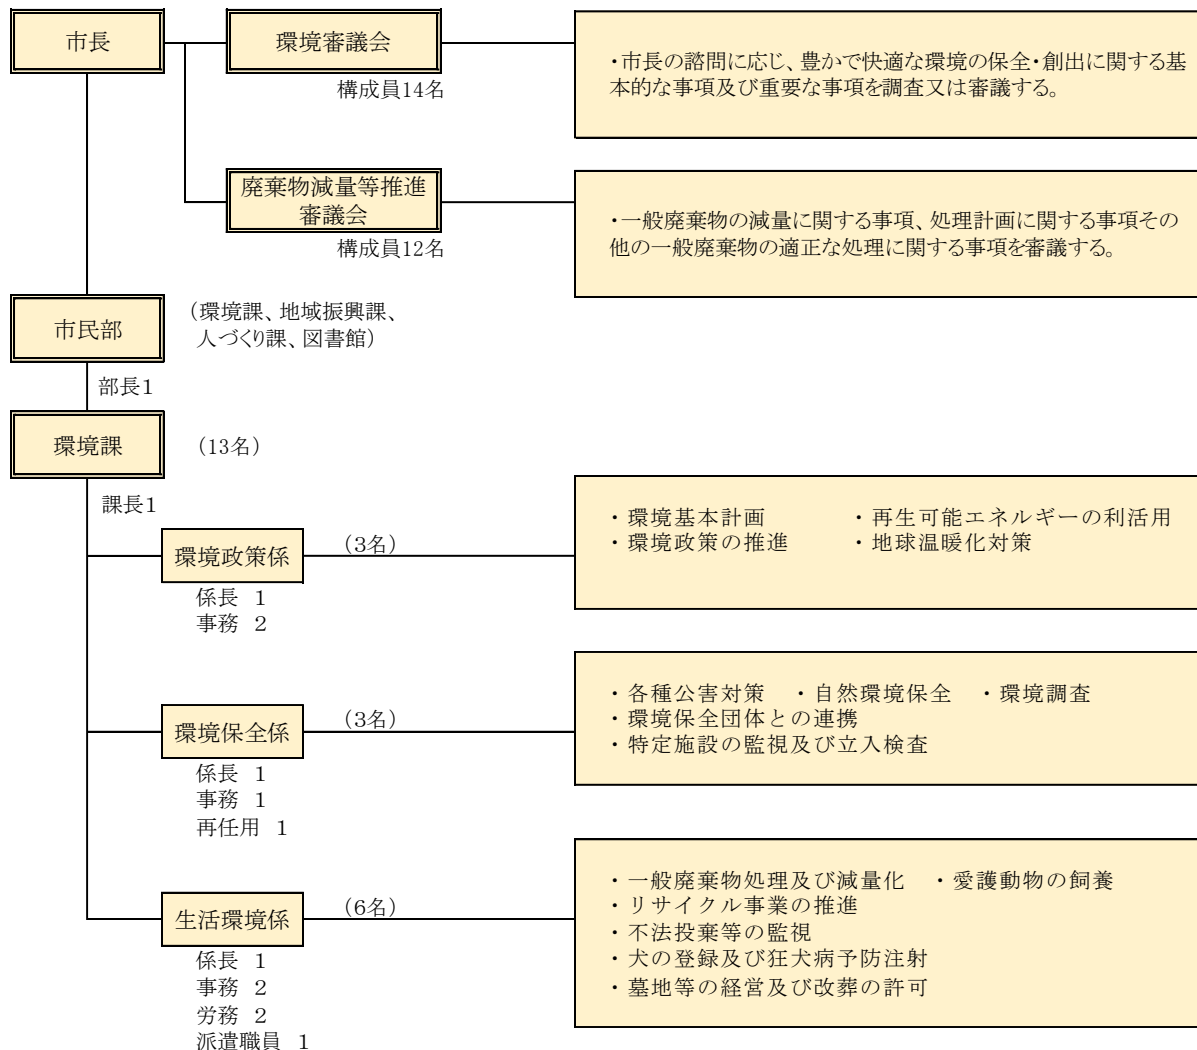 市長
環境審議会
構成員14名
・市長の諮問に応じ、豊かで快適な環境の保全・創出に関する基
本的な事項及び重要な事項を調査又は審議する。
廃棄物減量等推進
審議会
構成員12名
・一般廃棄物の減量に関する事項、処理計画に関する事項その
他の一般廃棄物の適正な処理に関する事項を審議する。
市民部
（環境課、地域振興課、
人づくり課、図書館）
部長1
環境課
（13名）
課長1
環境政策係
（3名）
係長 1
事務 2
・環境基本計画 ・再生可能エネルギーの利活用
・環境政策の推進 ・地球温暖化対策
環境保全係
（3名）
係長 1
事務 1
再任用 1
・各種公害対策 ・自然環境保全 ・環境調査
・環境保全団体との連携
・特定施設の監視及び立入検査
生活環境係
（6名）
係長 1
事務 2
労務 2
派遣職員 1
・一般廃棄物処理及び減量化 ・愛護動物の飼養
・リサイクル事業の推進
・不法投棄等の監視
・犬の登録及び狂犬病予防注射
・墓地等の経営及び改葬の許可